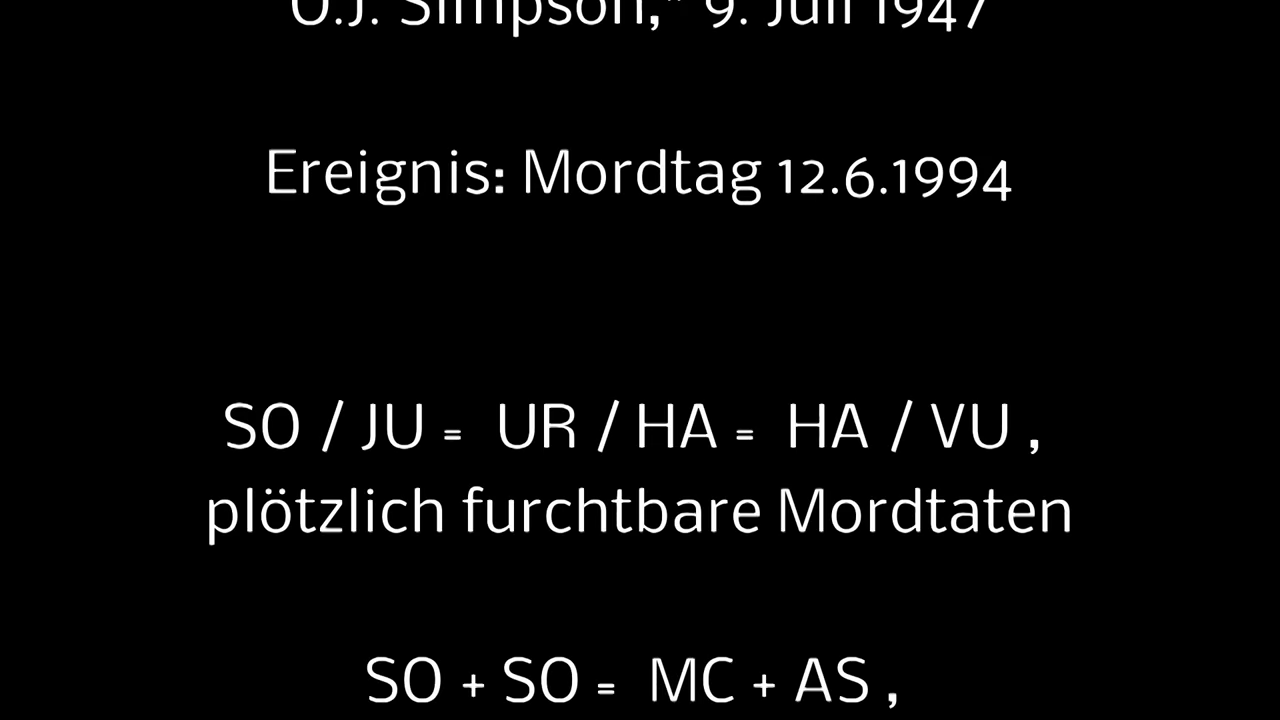 O.J. Simpson,* 9. Juli 1947
Ereignis: Mordtag 12.6.1994
SO / JU = UR / HA = HA / VU ,
plötzlich furchtbare Mordtaten
SO + SO = MC + AS ,